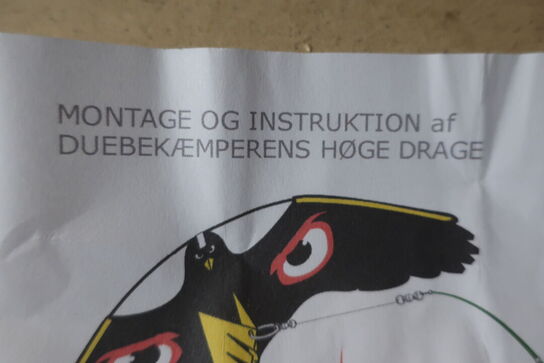 MONTAGE OG INSTRUKTION af
DUEBEKÆMPERENS HØGE DRAGE